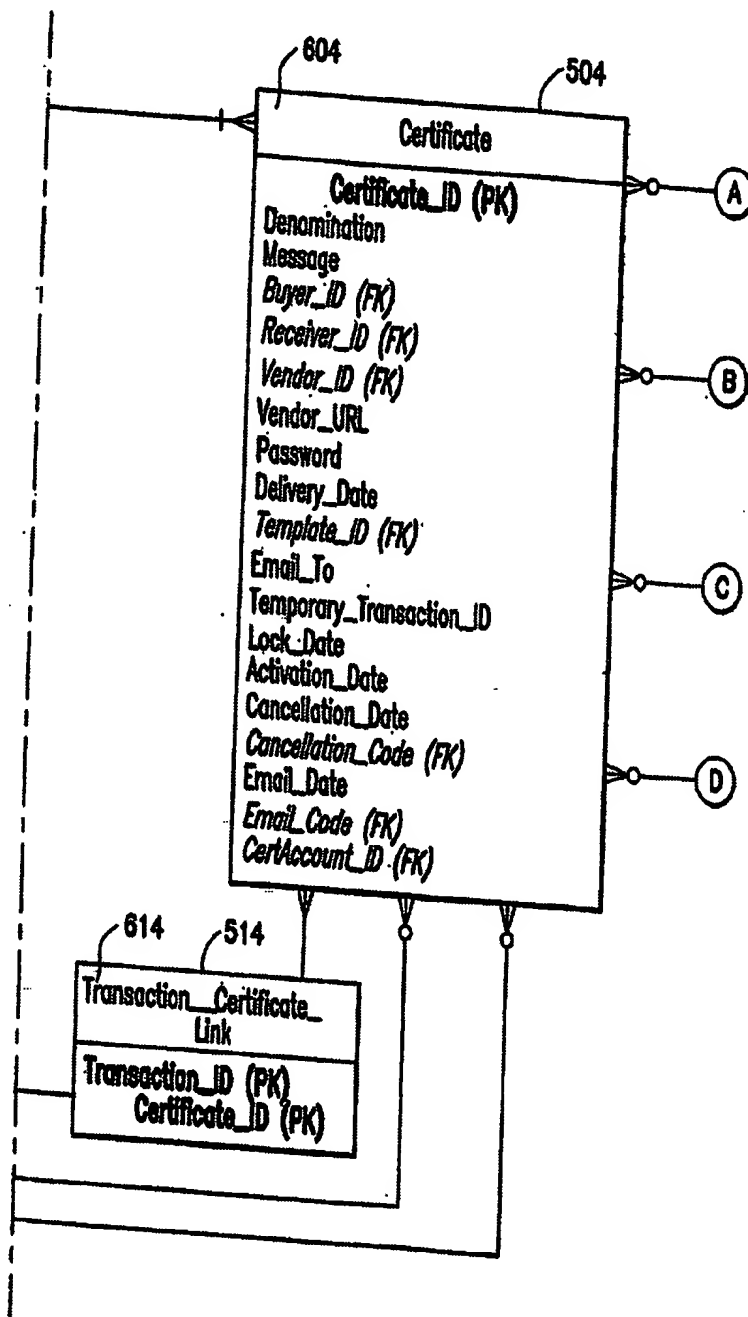 604
504
Certificate
Certificate_ID (PK)
Denomination
Message
Buyer_ID (FK)
Receiver_ID (FK)
Vendor_ID (FK)
Vendor_URL
Password
Delivery_Date
Template_ID (FK)
Email_To
Temporary_Transaction_ID
Lock_Date
Activation_Date
Cancellation_Date
Cancellation_Code (FK)
Email_Date
Email_Code (FK)
CertAccount_ID (FK)
A
B
C
D
614
514
Transaction_Certificate_
Link
Transaction_ID (PK)
Certificate_ID (PK)